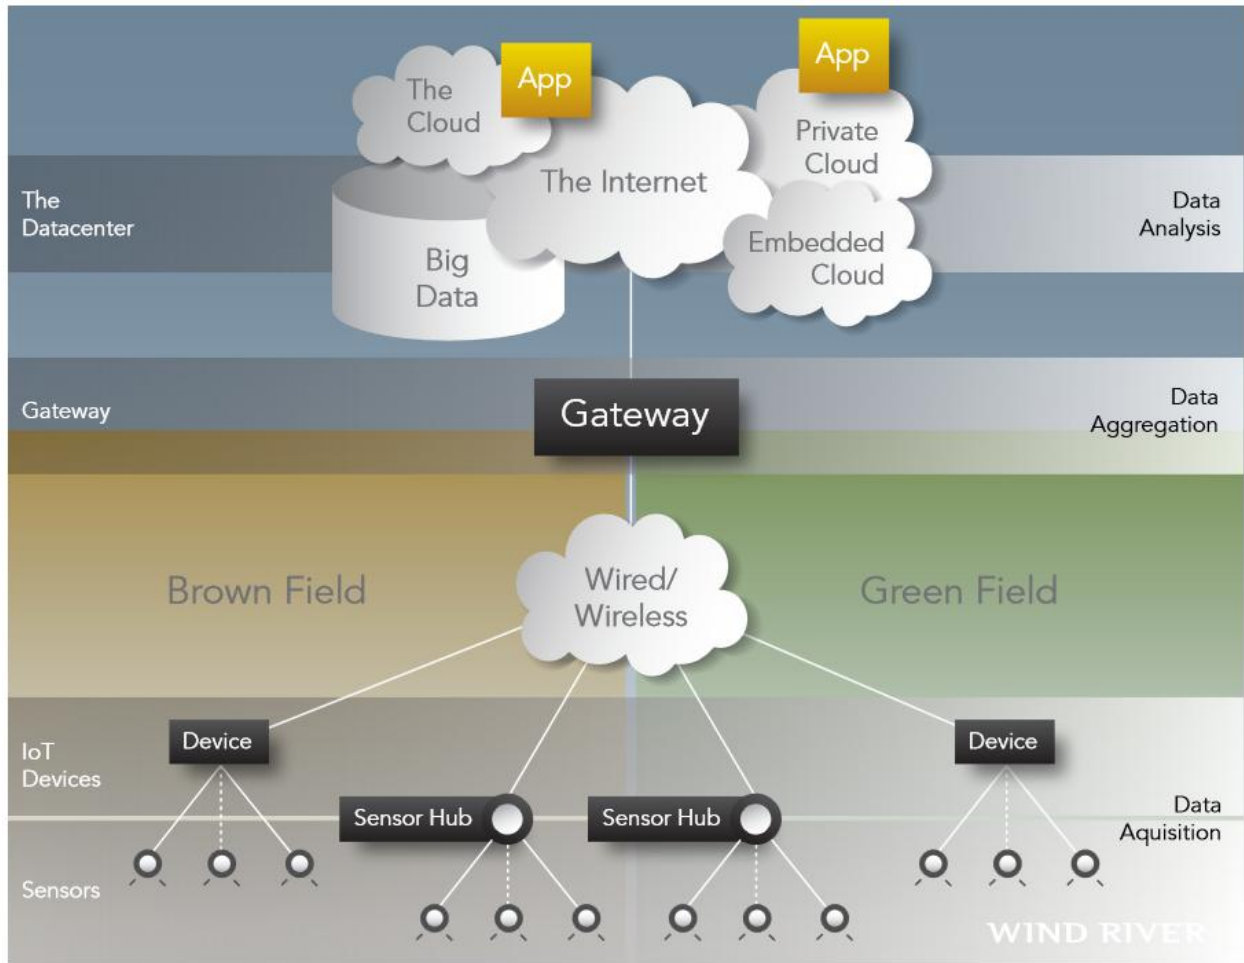 App
App
The
Cloud
Private
Cloud
The Internet
The
Datacenter
Data
Analysis
Big
Data
Embedded
Cloud
Gateway
Gateway
Data
Aggregation
Brown Field
Wired/
Wireless
Green Field
IoT
Devices
Device
Device
Sensor Hub
Sensor Hub
Data
Aquisition
Sensors
WIND RIVER